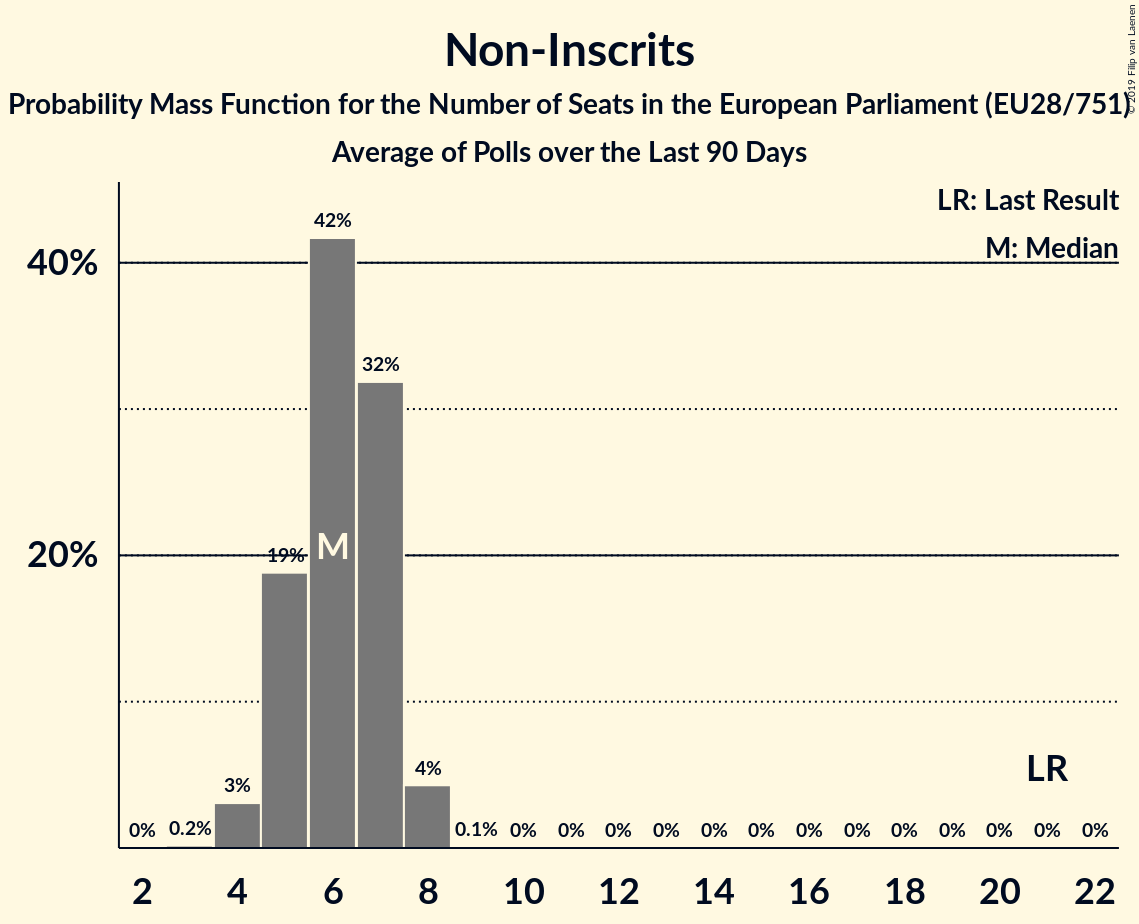 Non-Inscrits
Probability Mass Function for the Number of Seats in the European Parliament (EU28/751)
Average of Polls over the Last 90 Days
© 2019 Filip van Laenen
LR: Last Result
M: Median
40%
20%
42%
32%
19%
M
3%
4%
LR
0% 0.2% 0.1% 0% 0% 0% 0% 0% 0% 0% 0% 0% 0% 0% 0% 0%
2 4 6 8 10 12 14 16 18 20 22